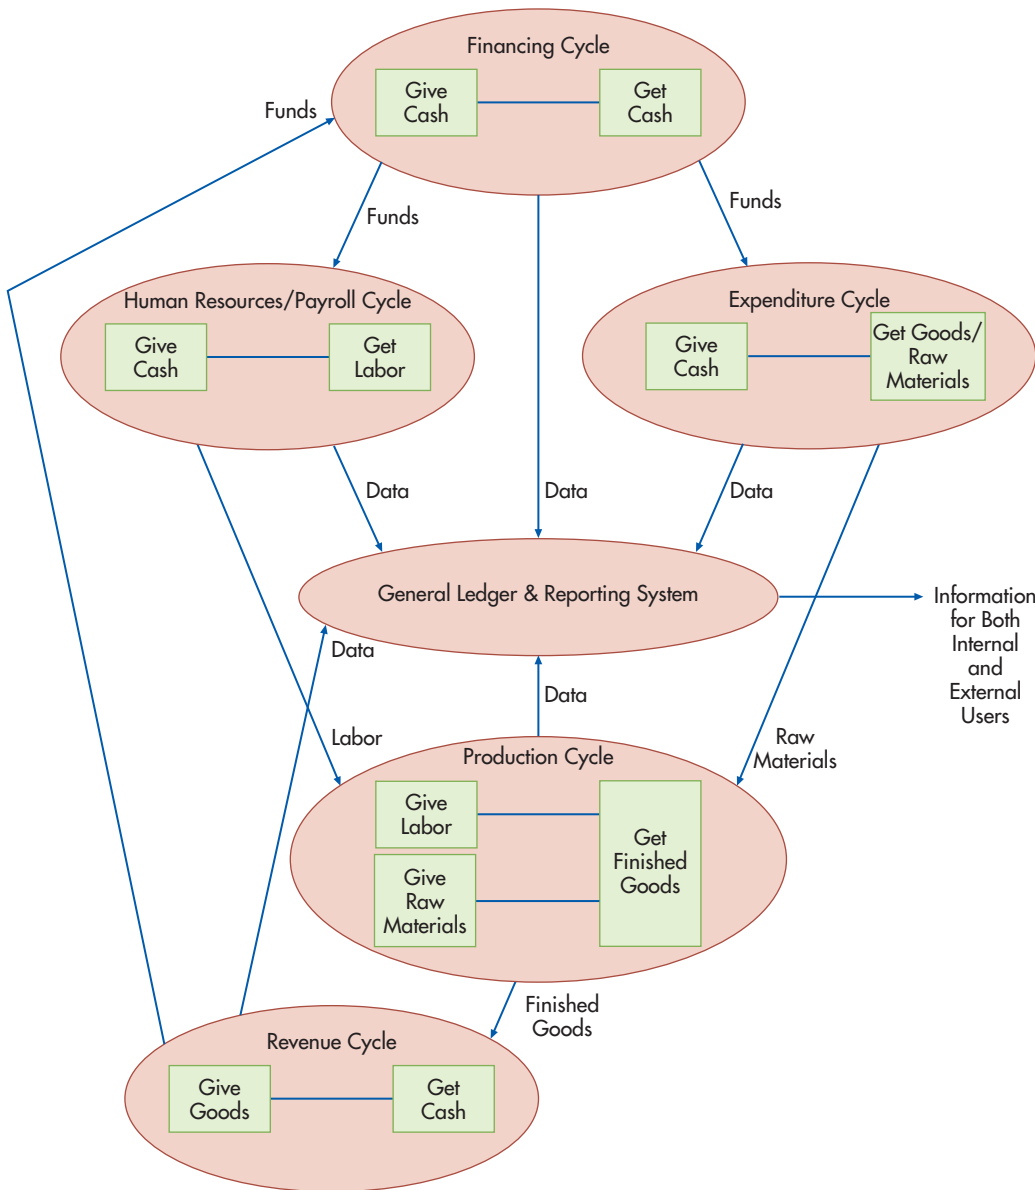 Financing Cycle
Give
Cash
Get
Cash
Funds
Funds
Funds
Human Resources/Payroll Cycle
Give
Cash
Get
Labor
Expenditure Cycle
Give
Cash
Get Goods/
Raw
Materials
Data
Data
Data
General Ledger & Reporting System
Information
for Both
Internal
and
External
Users
Data
Data
Labor
Raw
Materials
Production Cycle
Give
Labor
Give
Raw
Materials
Get
Finished
Goods
Finished
Goods
Revenue Cycle
Give
Goods
Get
Cash